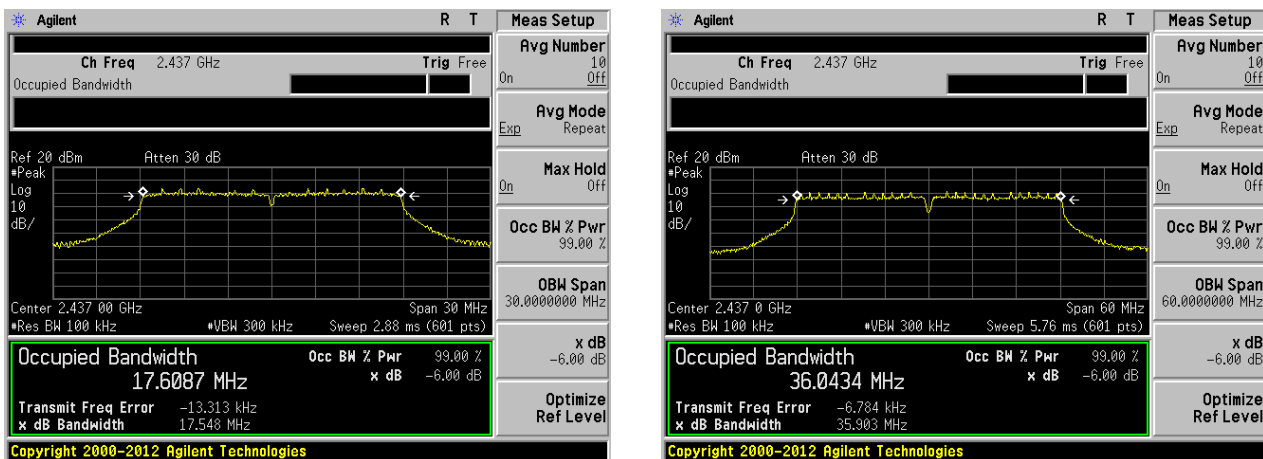 Agilent R T
Ch Freq 2.437 GHz Trig Free
Occupied Bandwidth
Ref 20 dBm Atten 30 dB
#Peak
Log
10
dB/
Center 2.437 00 GHz Span 30 MHz
#Res BW 100 kHz #VBW 300 kHz Sweep 2.88 ms (601 pts)
Occupied Bandwidth Occ BW % Pwr 99.00 %
17.6087 MHz x dB -6.00 dB
Transmit Freq Error -13.313 kHz
x dB Bandwidth 17.548 MHz
Copyright 2000-2012 Agilent Technologies
Meas Setup
Avg Number
10
On Off
Avg Mode
Exp Repeat
Max Hold
On Off
Occ BW % Pwr
99.00 %
OBW Span
30.0000000 MHz
x dB
-6.00 dB
Optimize
Ref Level
Agilent R T
Ch Freq 2.437 GHz Trig Free
Occupied Bandwidth
Ref 20 dBm Atten 30 dB
#Peak
Log
10
dB/
Center 2.437 0 GHz Span 60 MHz
#Res BW 100 kHz #VBW 300 kHz Sweep 5.76 ms (601 pts)
Occupied Bandwidth Occ BW % Pwr 99.00 %
36.0434 MHz x dB -6.00 dB
Transmit Freq Error -6.784 kHz
x dB Bandwidth 35.903 MHz
Copyright 2000-2012 Agilent Technologies
Meas Setup
Avg Number
10
On Off
Avg Mode
Exp Repeat
Max Hold
On Off
Occ BW % Pwr
99.00 %
OBW Span
60.0000000 MHz
x dB
-6.00 dB
Optimize
Ref Level